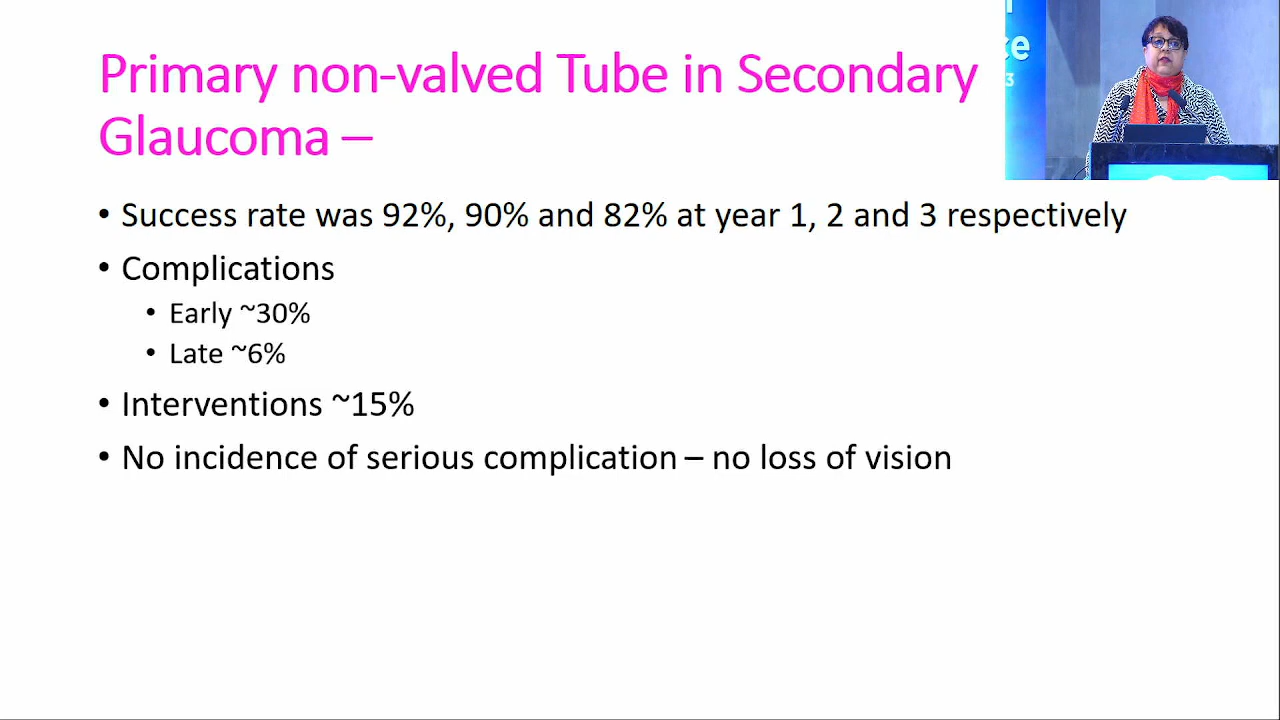 Primary non-valved Tube in Secondary
Glaucoma –
• Success rate was 92%, 90% and 82% at year 1, 2 and 3 respectively
• Complications
• Early ~30%
• Late ~6%
• Interventions ~15%
• No incidence of serious complication – no loss of vision